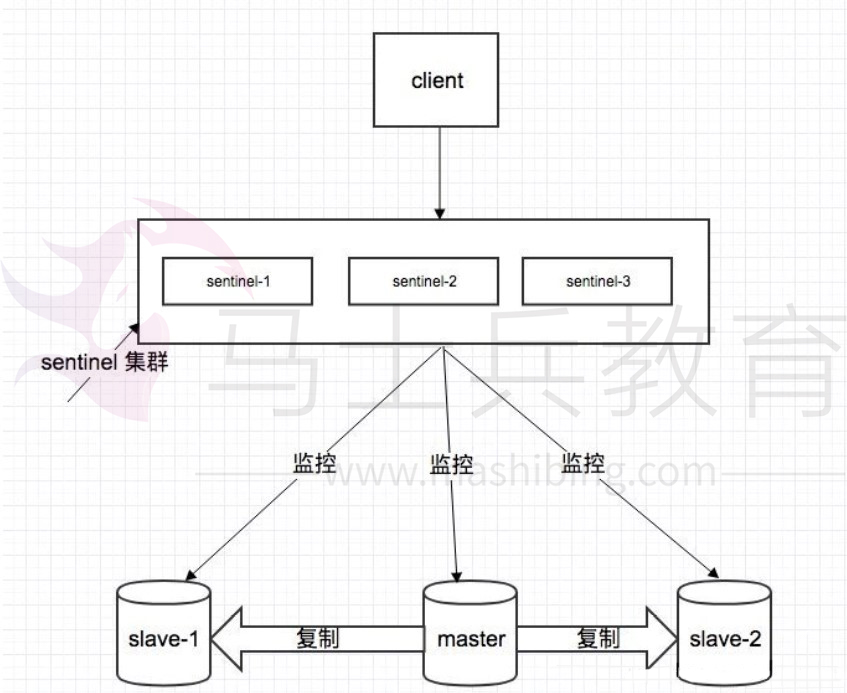 client
sentinel-1
sentinel-2
sentinel-3
马士兵教育
sentinel 集群
监控
监控
监控
www.mashibing.com
slave-1
复制
master
复制
slave-2